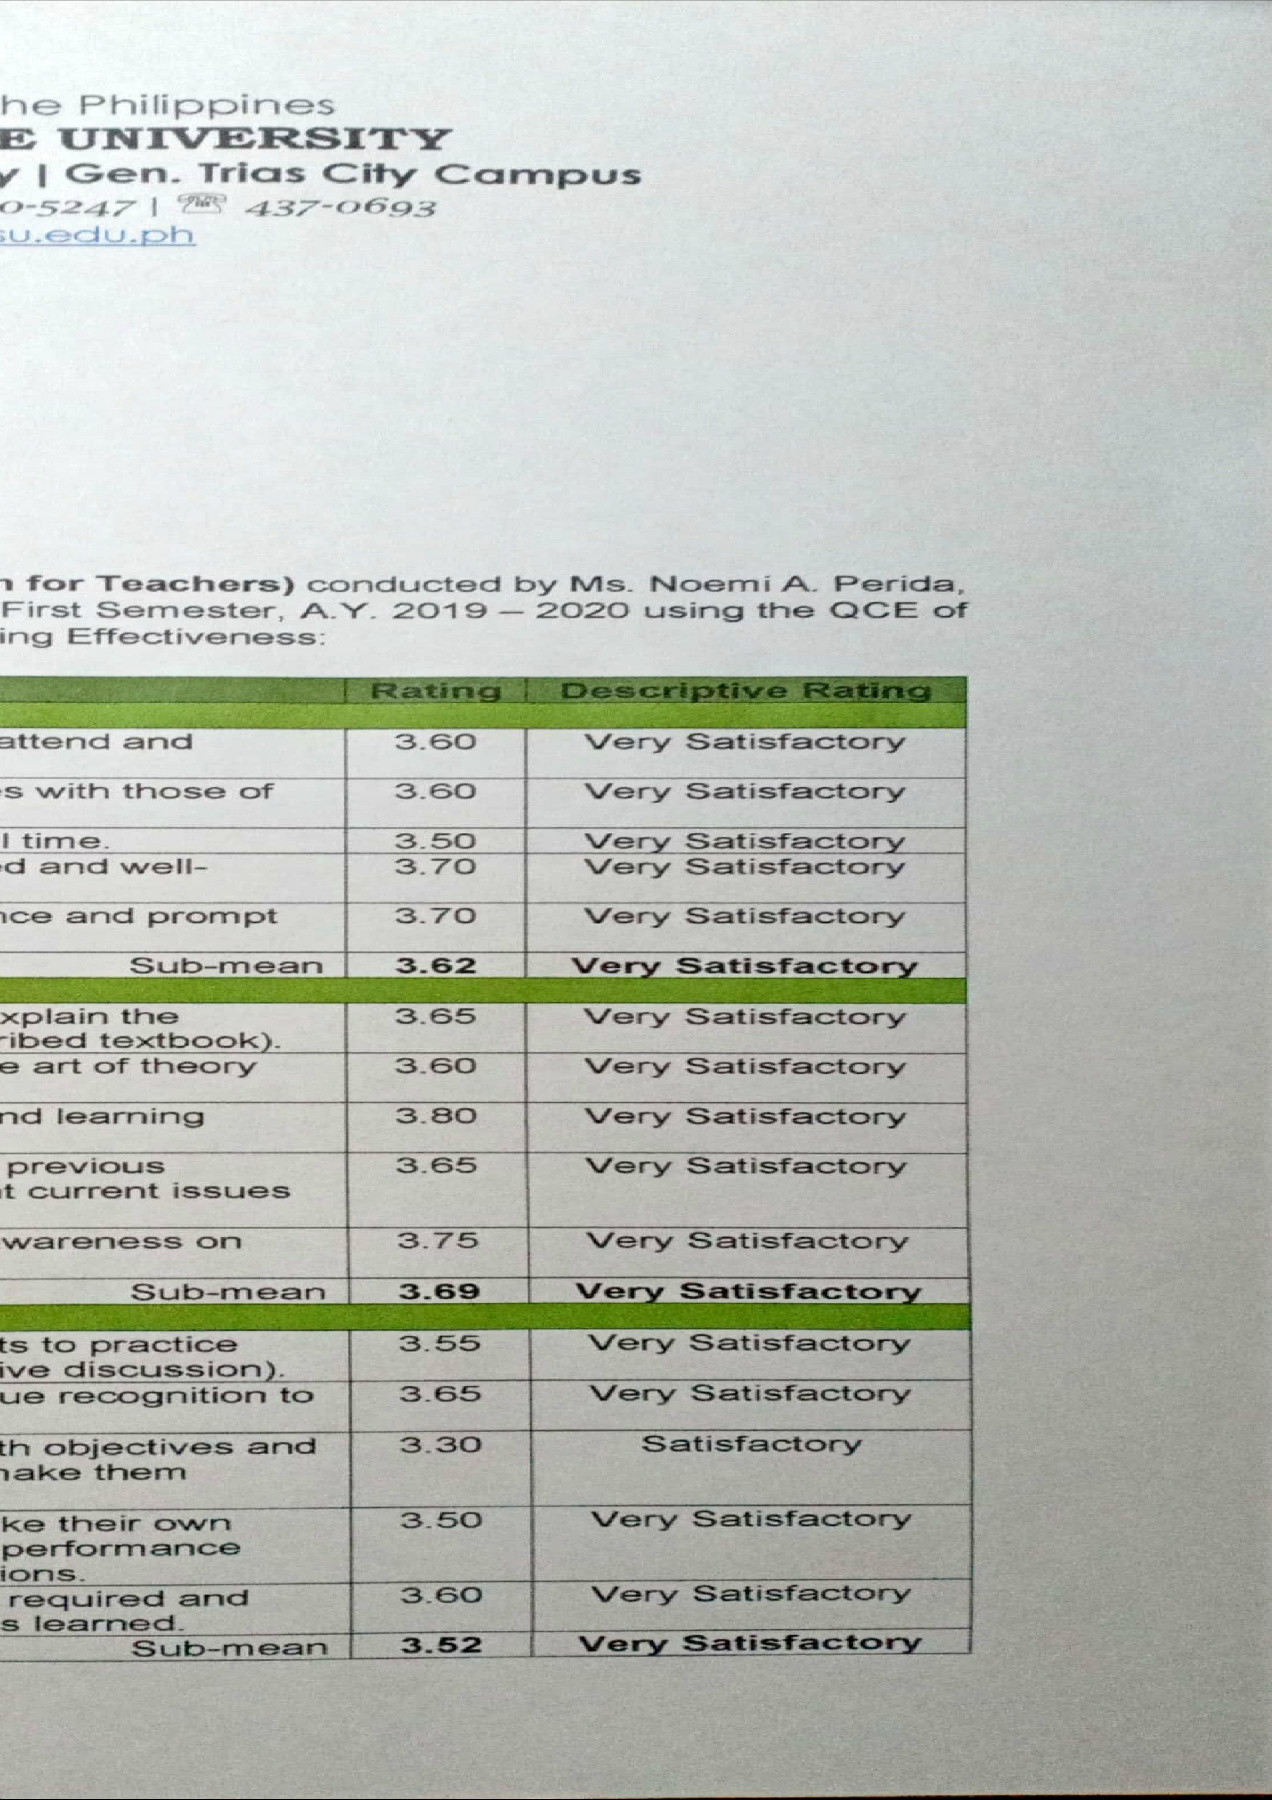 he Philippines
E UNIVERSITY
y | Gen. Trias City Campus
0-5247 | ☏ 437-0693
su.edu.ph
n for Teachers) conducted by Ms. Noemi A. Perida,
First Semester, A.Y. 2019 – 2020 using the QCE of
ing Effectiveness:
Rating Descriptive Rating
attend and 3.60 Very Satisfactory
es with those of 3.60 Very Satisfactory
l time. 3.50 Very Satisfactory
ed and well- 3.70 Very Satisfactory
nce and prompt 3.70 Very Satisfactory
Sub-mean 3.62 Very Satisfactory
xplain the 3.65 Very Satisfactory
ribed textbook).
e art of theory 3.60 Very Satisfactory
nd learning 3.80 Very Satisfactory
previous 3.65 Very Satisfactory
t current issues
wareness on 3.75 Very Satisfactory
Sub-mean 3.69 Very Satisfactory
ts to practice 3.55 Very Satisfactory
ive discussion).
ue recognition to 3.65 Very Satisfactory
th objectives and 3.30 Satisfactory
make them
ke their own 3.50 Very Satisfactory
performance
ions.
required and 3.60 Very Satisfactory
s learned.
Sub-mean 3.52 Very Satisfactory